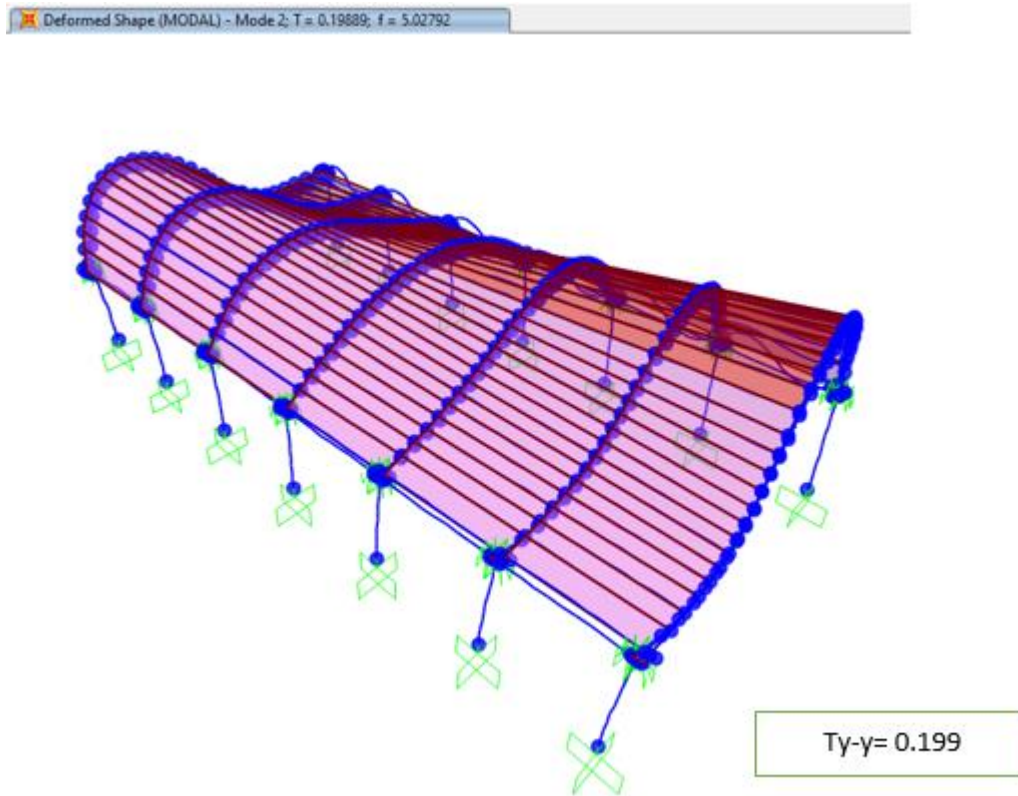 Deformed Shape (MODAL) - Mode 2; T = 0.19889; f = 5.02792
Ty-y= 0.199